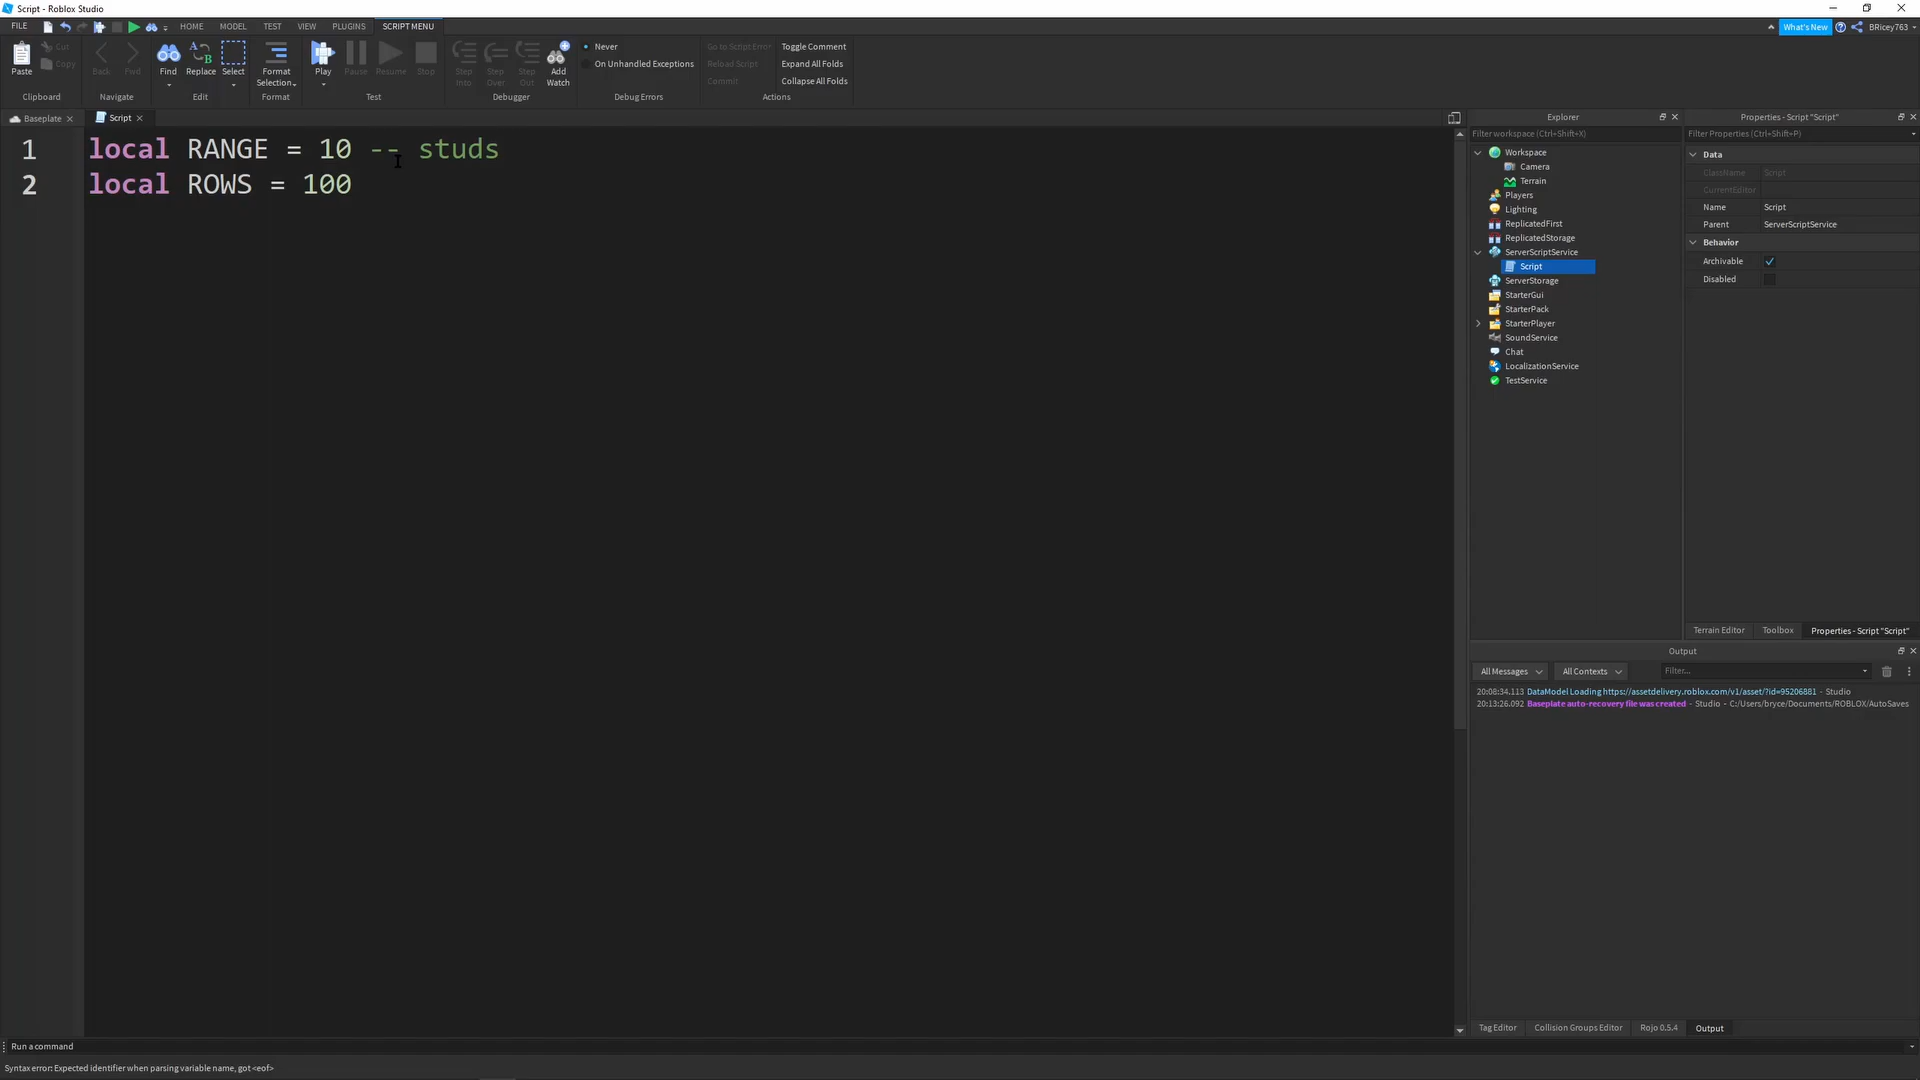 Script - Roblox Studio
FILE HOME MODEL TEST VIEW PLUGINS SCRIPT MENU What's New BRicey763
Paste Cut Copy Back Fwd Find Replace Select Format Selection... Play Pause Resume Stop Step Into Step Over Step Out Add Watch Never On Unhandled Exceptions Go to Script Error Reload Script Commit Toggle Comment Expand All Folds Collapse All Folds
Clipboard Navigate Edit Format Test Debugger Debug Errors Actions
Baseplate Script
1 local RANGE = 10 -- studs
2 local ROWS = 100
Explorer
Filter workspace (Ctrl+Shift+X)
Workspace
Camera
Terrain
Players
Lighting
ReplicatedFirst
ReplicatedStorage
ServerScriptService
Script
ServerStorage
StarterGui
StarterPack
StarterPlayer
SoundService
Chat
LocalizationService
TestService
Properties - Script "Script"
Filter Properties (Ctrl+Shift+P)
Data
ClassName Script
CurrentEditor
Name Script
Parent ServerScriptService
Behavior
Archivable
Disabled
Terrain Editor Toolbox Properties - Script "Script"
Output
All Messages All Contexts Filter...
20:08:34.113 DataModel Loading https://assetdelivery.roblox.com/v1/asset/?id=95206881 - Studio
20:13:26.092 Baseplate auto-recovery file was created - Studio - C:/Users/bryce/Documents/ROBLOX/AutoSaves
Tag Editor Collision Groups Editor Rojo 0.5.4 Output
Run a command
Syntax error: Expected identifier when parsing variable name, got <eof>